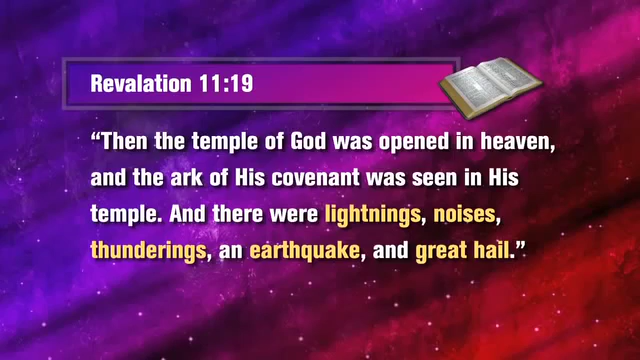 Revalation 11:19
“Then the temple of God was opened in heaven,
and the ark of His covenant was seen in His
temple. And there were lightnings, noises,
thunderings, an earthquake, and great hail.”